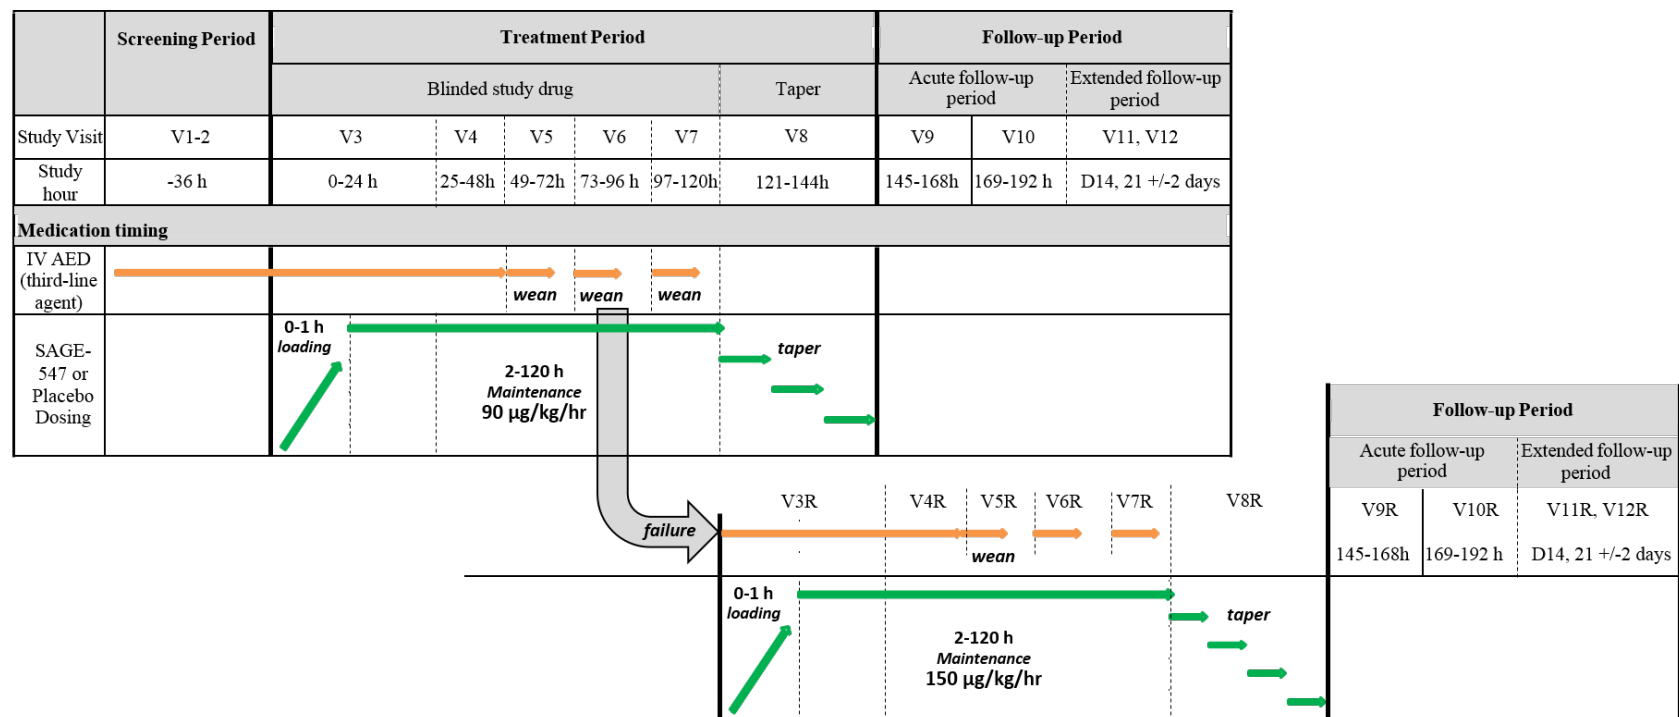 Screening Period
Treatment Period
Follow-up Period
Blinded study drug
Taper
Acute follow-up
period
Extended follow-up
period
Study Visit
V1-2
V3
V4
V5
V6
V7
V8
V9
V10
V11, V12
Study
hour
-36 h
0-24 h
25-48h
49-72h
73-96 h
97-120h
121-144h
145-168h
169-192 h
D14, 21 +/-2 days
Medication timing
IV AED
(third-line
agent)
wean
wean
wean
SAGE-
547 or
Placebo
Dosing
0-1 h
loading
2-120 h
Maintenance
90 µg/kg/hr
taper
failure
V3R
V4R
V5R
V6R
V7R
V8R
wean
0-1 h
loading
2-120 h
Maintenance
150 µg/kg/hr
taper
Follow-up Period
Acute follow-up
period
Extended follow-up
period
V9R
V10R
V11R, V12R
145-168h
169-192 h
D14, 21 +/-2 days